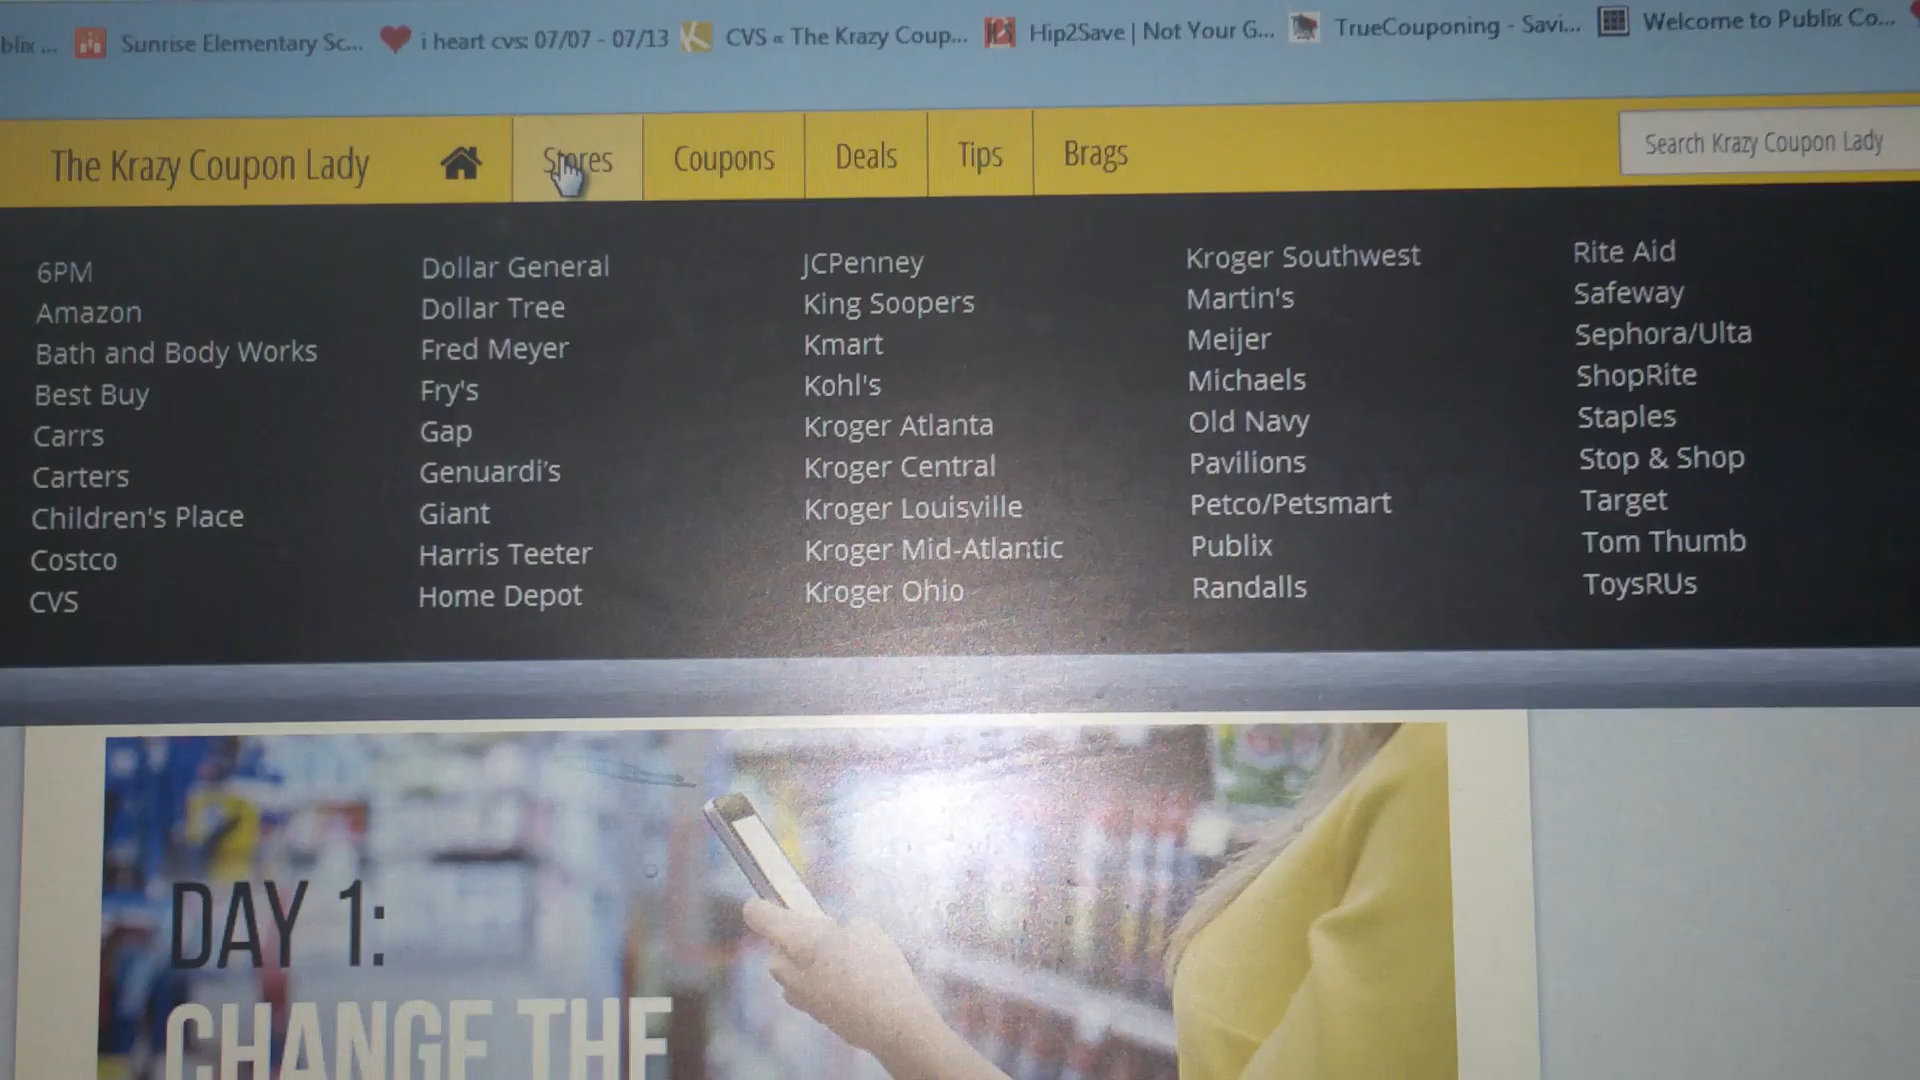 blix ...
Sunrise Elementary Sc...
i heart cvs: 07/07 - 07/13
CVS « The Krazy Coup...
Hip2Save | Not Your G...
TrueCouponing - Savi...
Welcome to Publix Co...
The Krazy Coupon Lady
Stores
Coupons
Deals
Tips
Brags
Search Krazy Coupon Lady
6PM
Amazon
Bath and Body Works
Best Buy
Carrs
Carters
Children's Place
Costco
CVS
Dollar General
Dollar Tree
Fred Meyer
Fry's
Gap
Genuardi’s
Giant
Harris Teeter
Home Depot
JCPenney
King Soopers
Kmart
Kohl's
Kroger Atlanta
Kroger Central
Kroger Louisville
Kroger Mid-Atlantic
Kroger Ohio
Kroger Southwest
Martin's
Meijer
Michaels
Old Navy
Pavilions
Petco/Petsmart
Publix
Randalls
Rite Aid
Safeway
Sephora/Ulta
ShopRite
Staples
Stop & Shop
Target
Tom Thumb
ToysRUs
DAY 1:
CHANGE THE